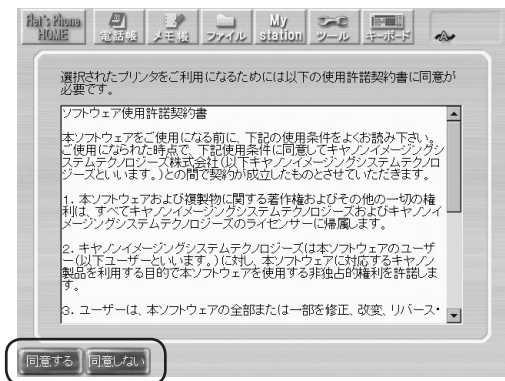 Flet's Phone
HOME
電話帳
メモ帳
ファイル
My
station
ツール
キーボード
選択されたプリンタをご利用になるためには以下の使用許諾契約書に同意が
必要です。
ソフトウェア使用許諾契約書
本ソフトウェアをご使用になる前に、下記の使用条件をよくお読み下さい。
ご使用になられた時点で、下記使用条件に同意してキヤノンイメージングシ
ステムテクノロジーズ株式会社(以下キヤノンイメージングシステムテクノロ
ジーズといいます。)との間で契約が成立したものとさせていただきます。
1. 本ソフトウェアおよび複製物に関する著作権およびその他の一切の権
利は、すべてキヤノンイメージングシステムテクノロジーズおよびキヤノンイ
メージングシステムテクノロジーズのライセンサーに帰属します。
2. キヤノンイメージングシステムテクノロジーズは本ソフトウェアのユーザ
ー(以下ユーザーといいます。)に対し、本ソフトウェアに対応するキヤノン
製品を利用する目的で本ソフトウェアを使用する非独占的権利を許諾しま
す。
3. ユーザーは、本ソフトウェアの全部または一部を修正、改変、リバース・
同意する
同意しない